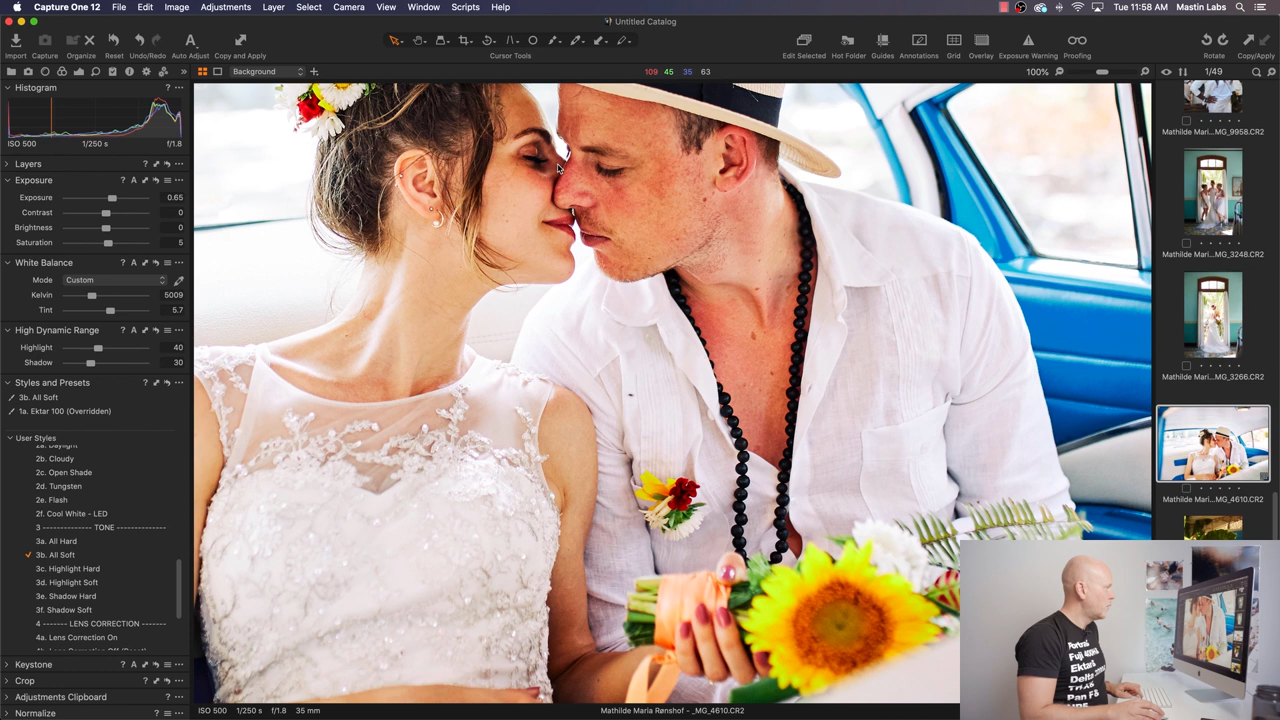 Capture One 12 File Edit Image Adjustments Layer Select Camera View Window Scripts Help
Tue 11:58 AM Mastin Labs
Untitled Catalog
Import Capture Organize Reset Undo/Redo Auto Adjust Copy and Apply
Cursor Tools
Edit Selected Hot Folder Guides Annotations Grid Overlay Exposure Warning Proofing
Rotate Copy/Apply
Background
109 45 35 63
100%
1/49
Histogram
ISO 500 1/250 s f/1.8
Layers
Exposure
Exposure 0.65
Contrast 0
Brightness 0
Saturation 5
White Balance
Mode Custom
Kelvin 5009
Tint 5.7
High Dynamic Range
Highlight 40
Shadow 30
Styles and Presets
3b. All Soft
1a. Ektar 100 (Overridden)
User Styles
2a. Daylight
2b. Cloudy
2c. Open Shade
2d. Tungsten
2e. Flash
2f. Cool White - LED
3 -------------- TONE --------------
3a. All Hard
3b. All Soft
3c. Highlight Hard
3d. Highlight Soft
3e. Shadow Hard
3f. Shadow Soft
4 ------- LENS CORRECTION -------
4a. Lens Correction On
Keystone
Crop
Adjustments Clipboard
Normalize
ISO 500 1/250 s f/1.8 35 mm
Mathilde Maria Rønshof - _MG_4610.CR2
Mathilde Mari..._MG_9958.CR2
Mathilde Mari..._MG_3248.CR2
Mathilde Mari..._MG_3266.CR2
Mathilde Mari..._MG_4610.CR2
Portra
Fuji 400H
Ektar
Delta
Pan F